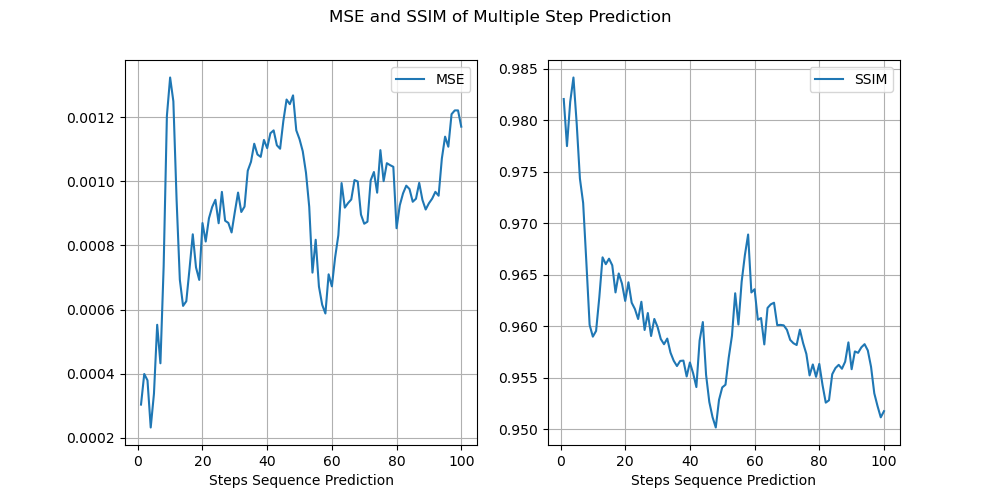 MSE and SSIM of Multiple Step Prediction
MSE
0.0012
0.0010
0.0008
0.0006
0.0004
0.0002
0 20 40 60 80 100
Steps Sequence Prediction
SSIM
0.985
0.980
0.975
0.970
0.965
0.960
0.955
0.950
0 20 40 60 80 100
Steps Sequence Prediction